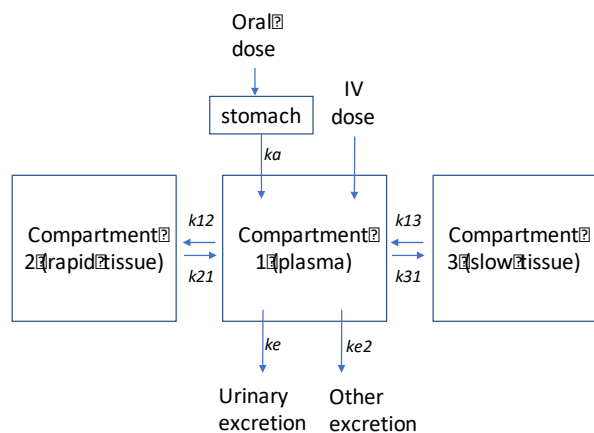 Oral
dose
IV
dose
stomach
ka
Compartment
2 (rapid tissue)
k12
k21
Compartment
1 (plasma)
k13
k31
Compartment
3 (slow tissue)
ke
ke2
Urinary
excretion
Other
excretion